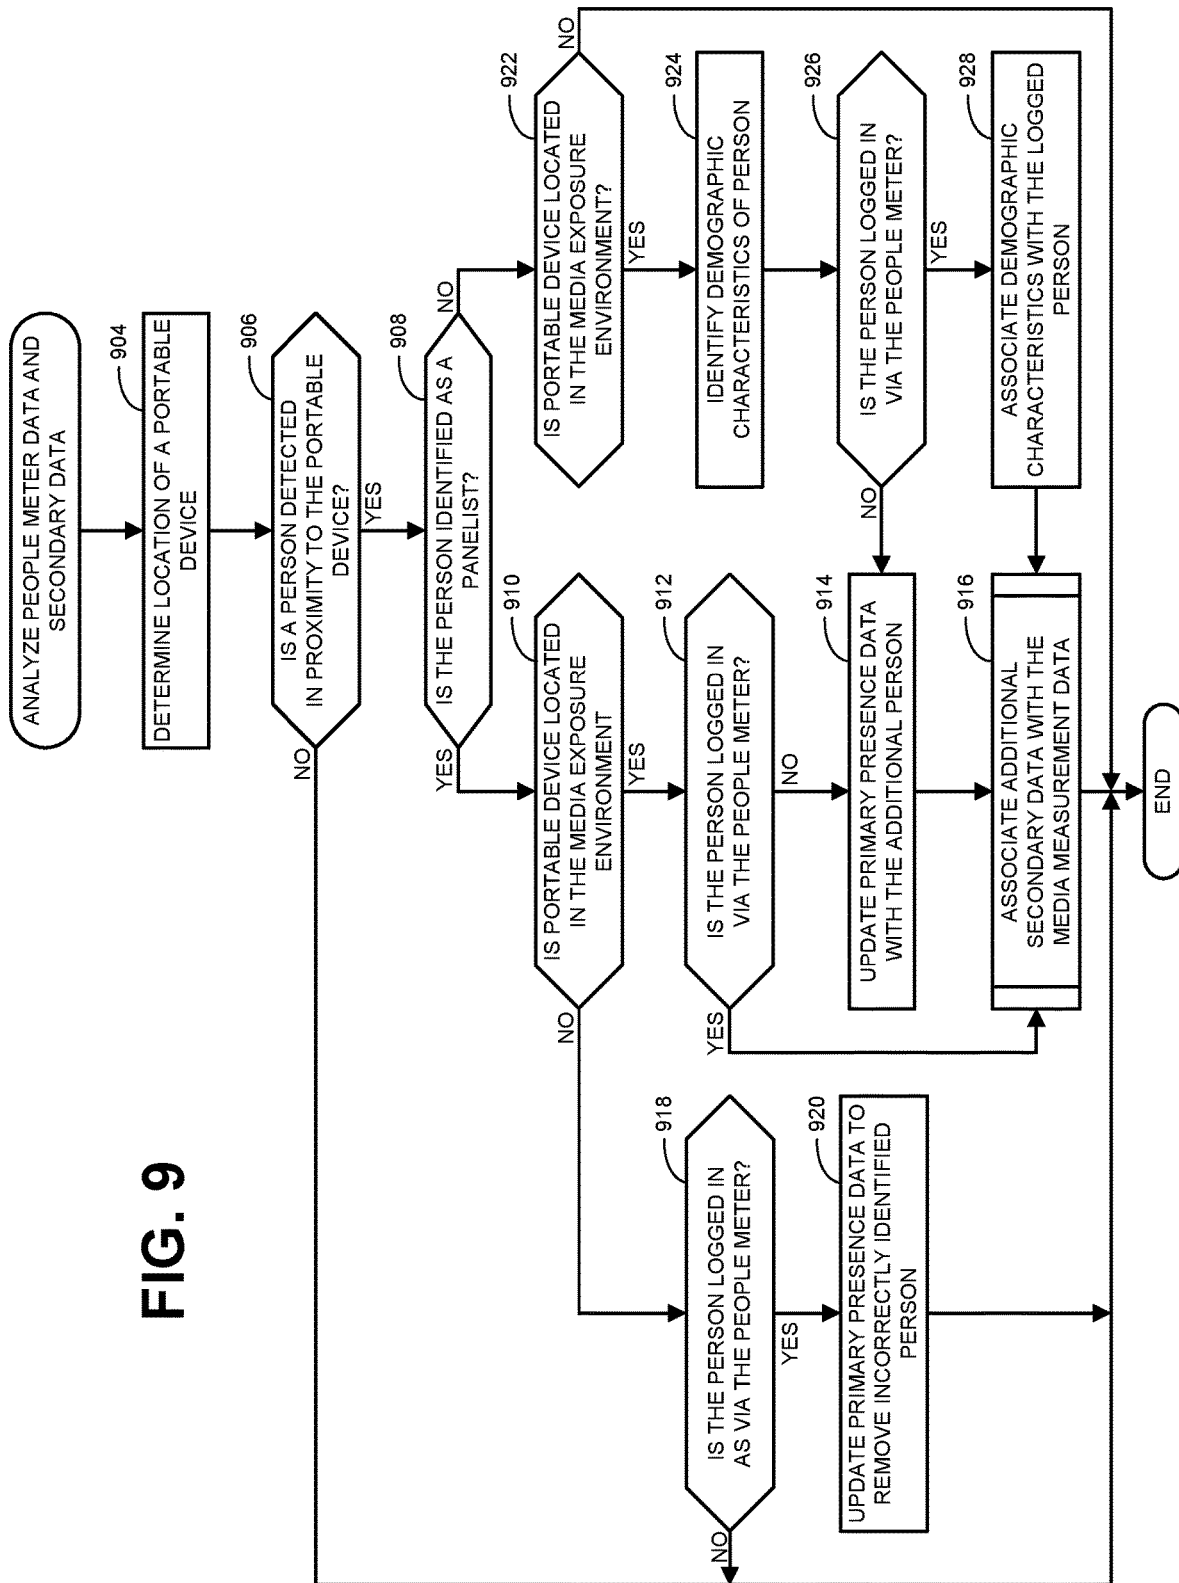 ANALYZE PEOPLE METER DATA AND
SECONDARY DATA
904
DETERMINE LOCATION OF A PORTABLE
DEVICE
906
IS A PERSON DETECTED
IN PROXIMITY TO THE PORTABLE
DEVICE?
NO
YES
908
IS THE PERSON IDENTIFIED AS A
PANELIST?
YES
NO
910
IS PORTABLE DEVICE LOCATED
IN THE MEDIA EXPOSURE
ENVIRONMENT
NO
YES
912
IS THE PERSON LOGGED IN
VIA THE PEOPLE METER?
YES
NO
914
UPDATE PRIMARY PRESENCE DATA
WITH THE ADDITIONAL PERSON
916
ASSOCIATE ADDITIONAL
SECONDARY DATA WITH THE
MEDIA MEASUREMENT DATA
918
IS THE PERSON LOGGED IN
AS VIA THE PEOPLE METER?
NO
YES
920
UPDATE PRIMARY PRESENCE DATA TO
REMOVE INCORRECTLY IDENTIFIED
PERSON
922
IS PORTABLE DEVICE LOCATED
IN THE MEDIA EXPOSURE
ENVIRONMENT?
NO
YES
924
IDENTIFY DEMOGRAPHIC
CHARACTERISTICS OF PERSON
926
IS THE PERSON LOGGED IN
VIA THE PEOPLE METER?
NO
YES
928
ASSOCIATE DEMOGRAPHIC
CHARACTERISTICS WITH THE LOGGED
PERSON
END
FIG. 9